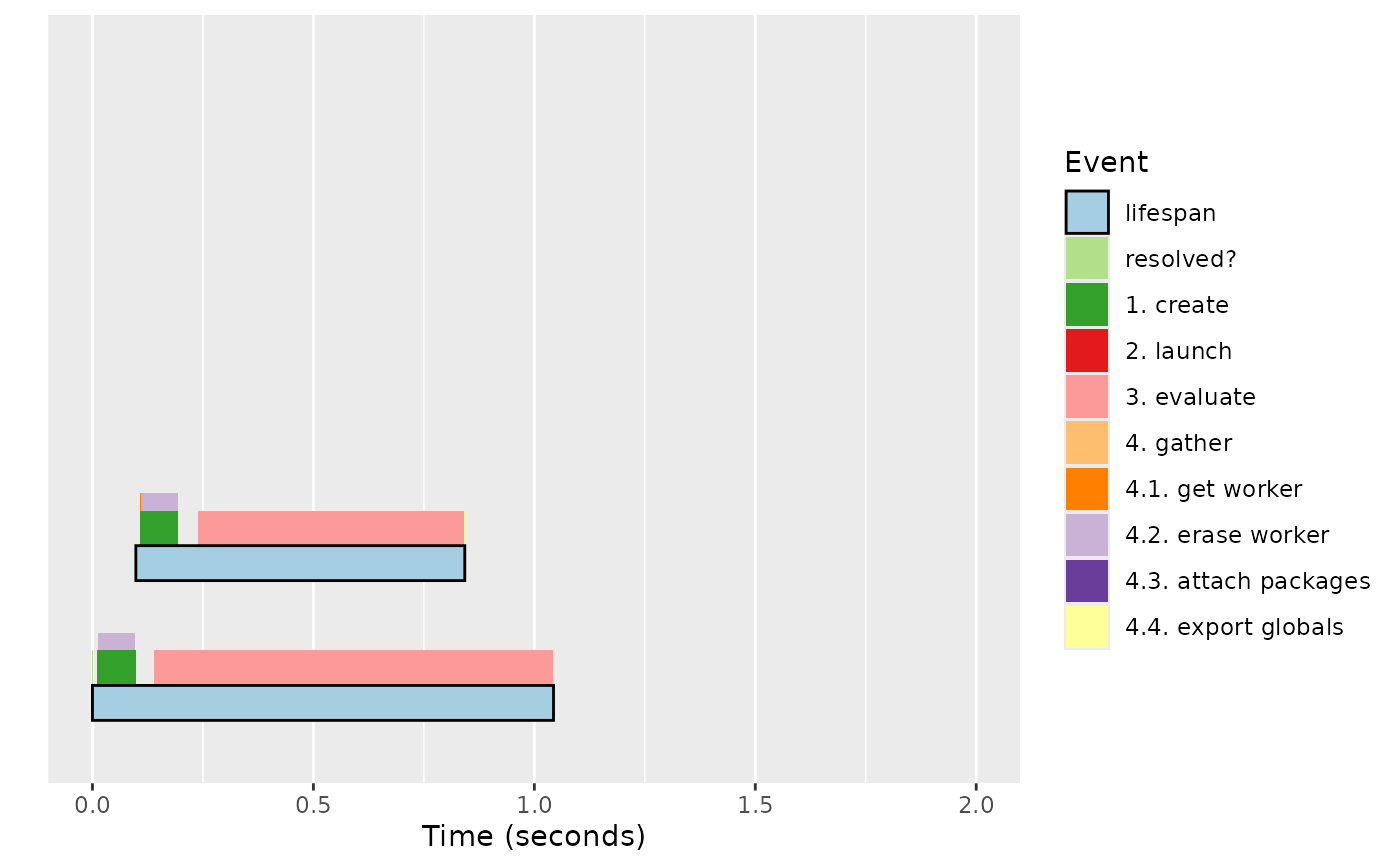 0.0 0.5 1.0 1.5 2.0
Time (seconds)
Event
lifespan
resolved?
1. create
2. launch
3. evaluate
4. gather
4.1. get worker
4.2. erase worker
4.3. attach packages
4.4. export globals